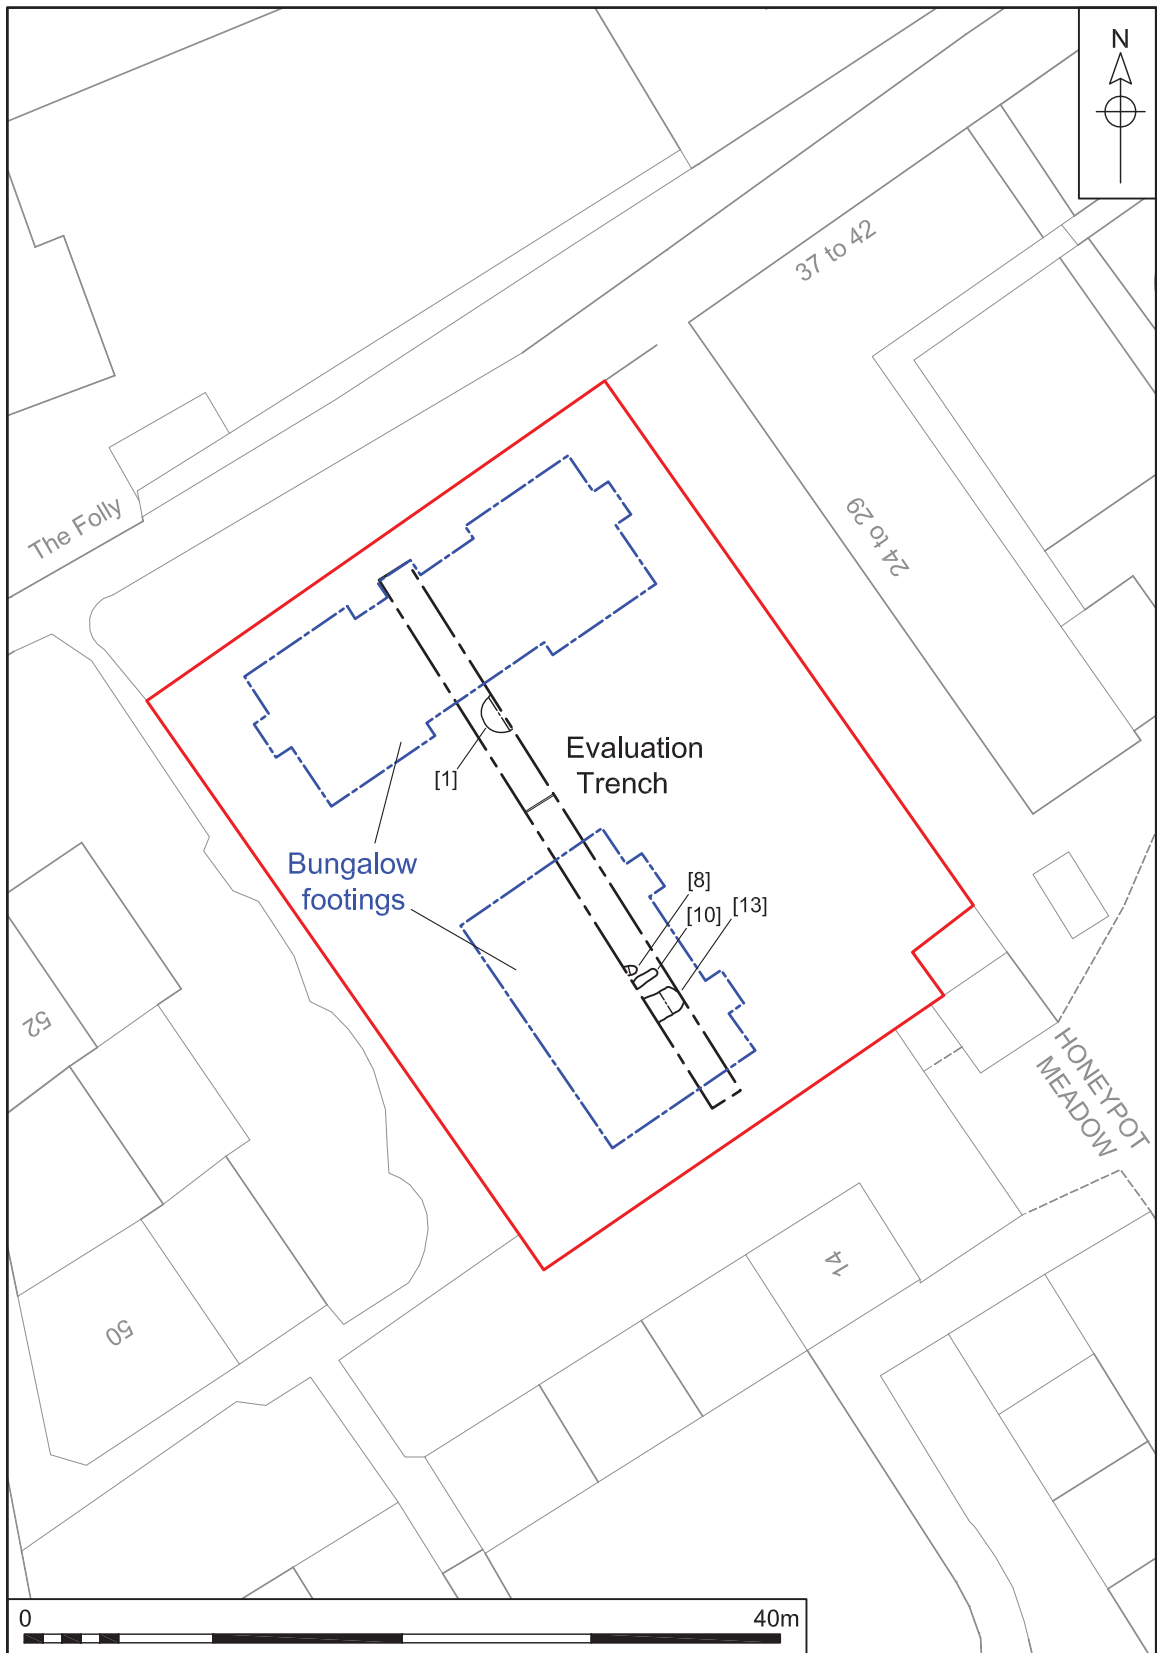 N
37 to 42
The Folly
24 to 29
[1]
Evaluation
Trench
Bungalow
footings
[8]
[10]
[13]
52
HONEYPOT
MEADOW
14
50
0
40m